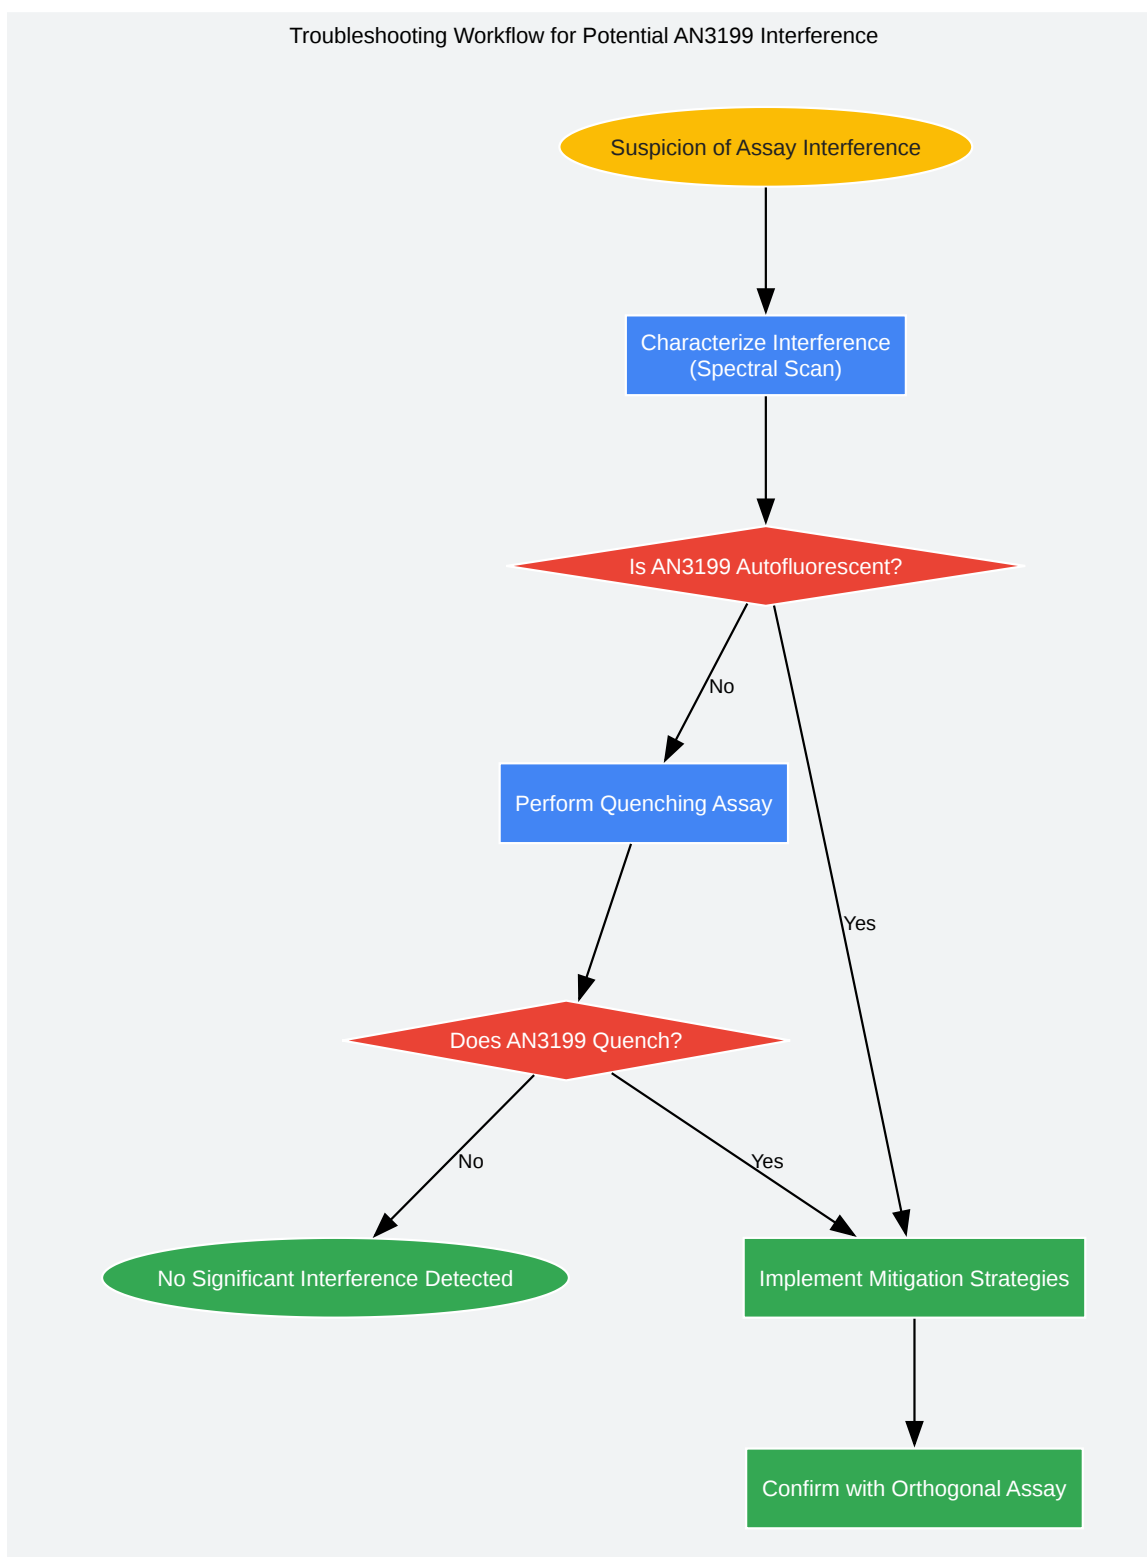 Troubleshooting Workflow for Potential AN3199 Interference
Suspicion of Assay Interference
Characterize Interference
(Spectral Scan)
Is AN3199 Autofluorescent?
No
Perform Quenching Assay
Yes
Does AN3199 Quench?
No
Yes
No Significant Interference Detected
Implement Mitigation Strategies
Confirm with Orthogonal Assay